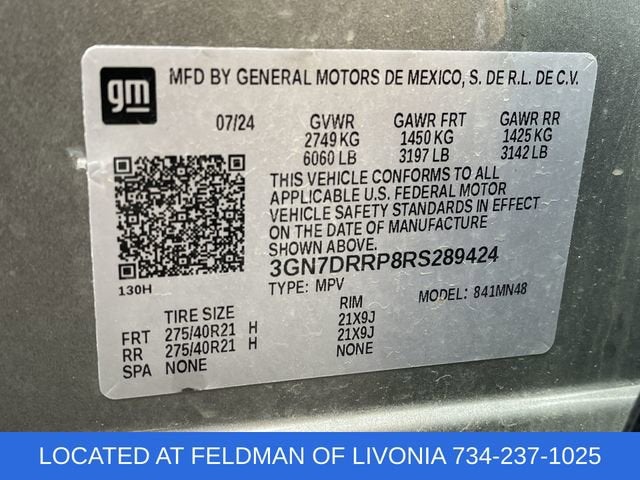 gm MFD BY GENERAL MOTORS DE MEXICO, S. DE R.L. DE C.V.
07/24 GVWR GAWR FRT GAWR RR
2749 KG 1450 KG 1425 KG
6060 LB 3197 LB 3142 LB
THIS VEHICLE CONFORMS TO ALL
APPLICABLE U.S. FEDERAL MOTOR
VEHICLE SAFETY STANDARDS IN EFFECT
ON THE DATE OF MANUFACTURE
SHOWN ABOVE.
3GN7DRRP8RS289424
130H TYPE: MPV MODEL: 841MN48
TIRE SIZE RIM
FRT 275/40R21 H 21X9J
RR 275/40R21 H 21X9J
SPA NONE NONE
LOCATED AT FELDMAN OF LIVONIA 734-237-1025